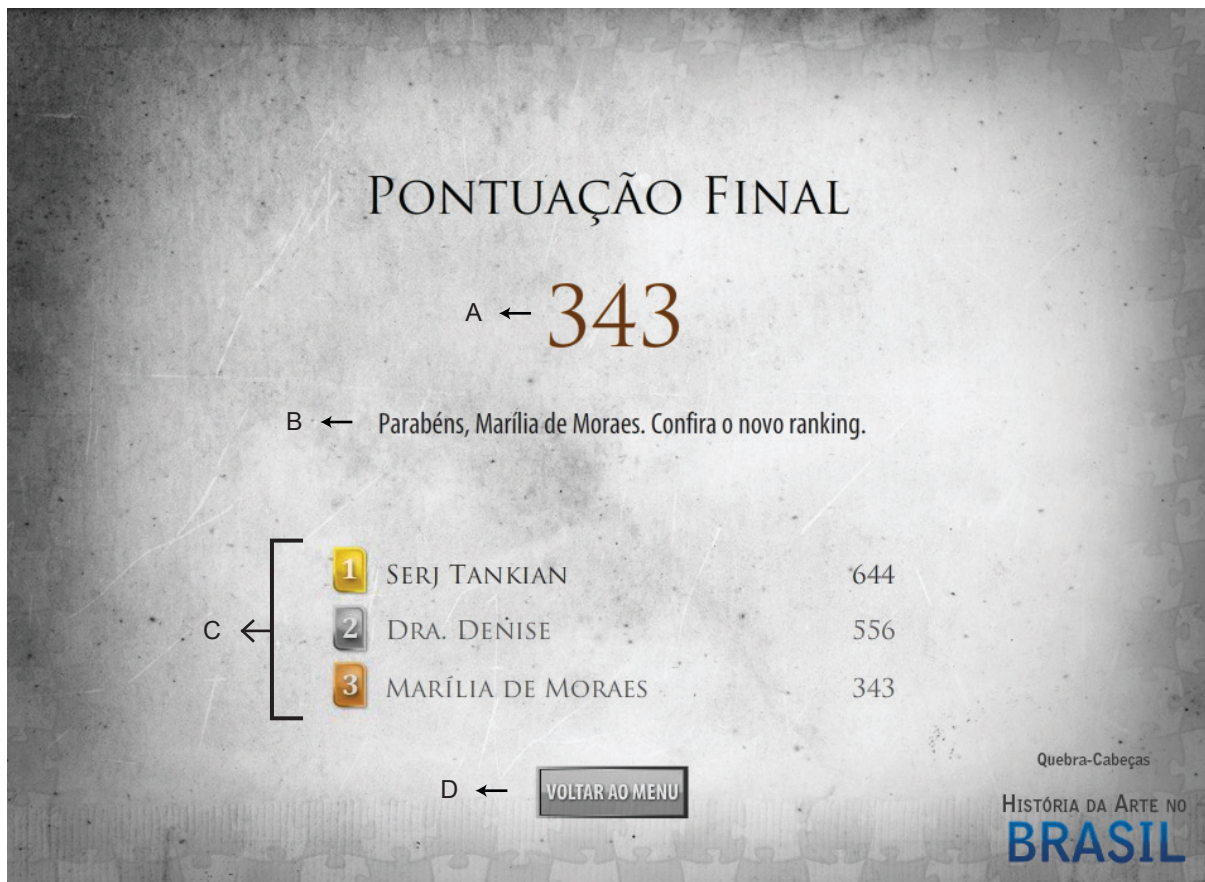 PONTUAÇÃO FINAL
A 343
B Parabéns, Marília de Moraes. Confira o novo ranking.
C
1 SERJ TANKIAN 644
2 DRA. DENISE 556
3 MARÍLIA DE MORAES 343
D VOLTAR AO MENU
Quebra-Cabeças
HISTÓRIA DA ARTE NO
BRASIL